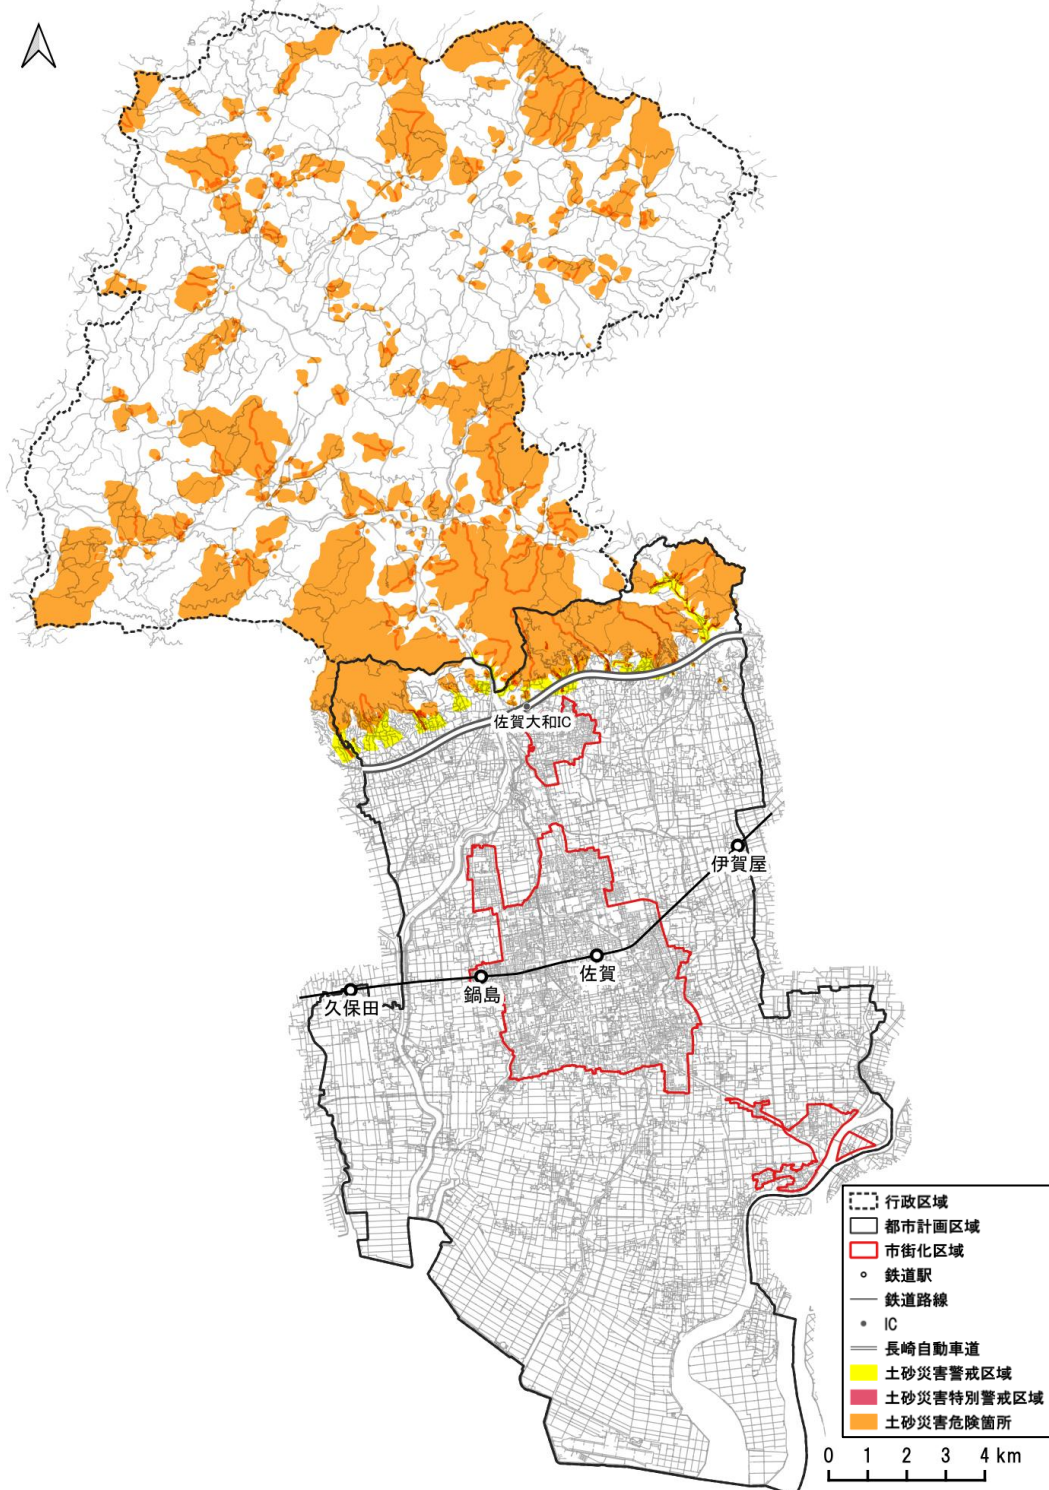 佐賀大和IC
伊賀屋
佐賀
鍋島
久保田
行政区域
都市計画区域
市街化区域
鉄道駅
鉄道路線
IC
長崎自動車道
土砂災害警戒区域
土砂災害特別警戒区域
土砂災害危険箇所
0 1 2 3 4 km